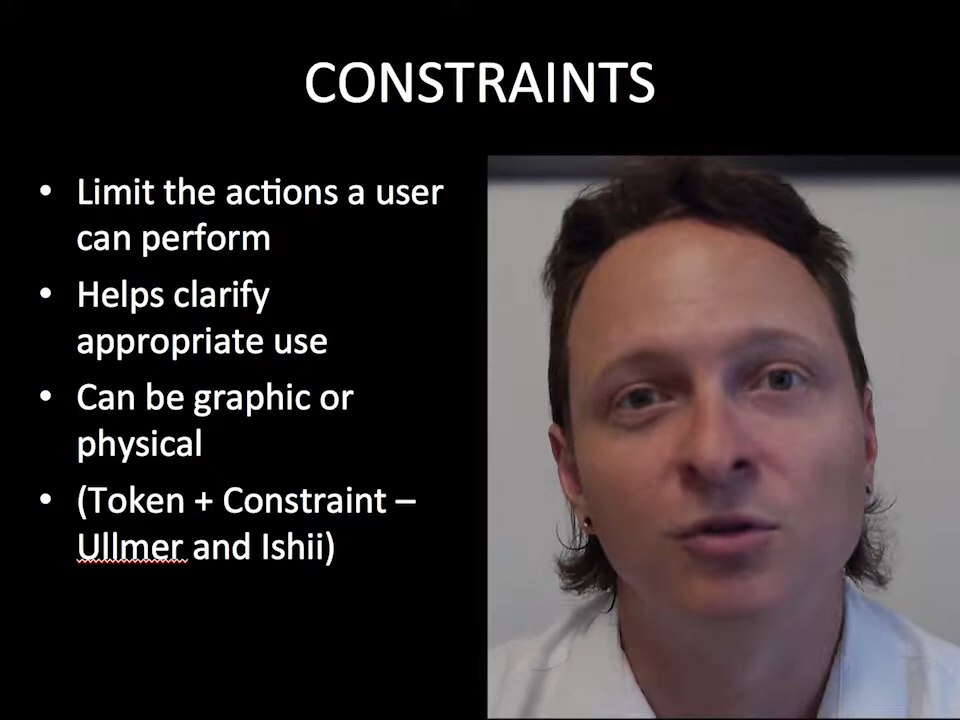 CONSTRAINTS
• Limit the actions a user
can perform
• Helps clarify
appropriate use
• Can be graphic or
physical
• (Token + Constraint –
Ullmer and Ishii)